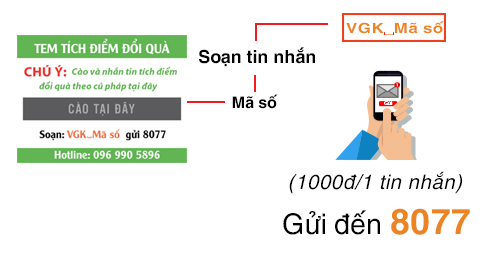 TEM TÍCH ĐIỂM ĐỔI QUÀ
CHÚ Ý: Cào và nhắn tin tích điểm
đổi quà theo cú pháp tại đây
CÀO TẠI ĐÂY
Soạn: VGK_Mã số gửi 8077
Hotline: 096 990 5896
VGK_Mã số
Soạn tin nhắn
Mã số
(1000đ/1 tin nhắn)
Gửi đến 8077